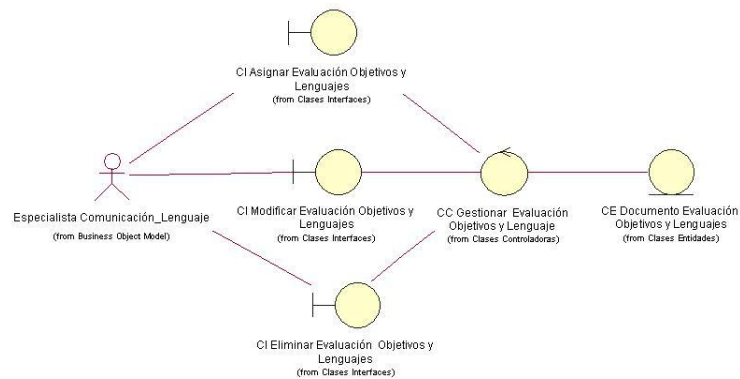 CI Asignar Evaluación Objetivos y
Lenguajes
(from Clases Interfaces)
Especialista Comunicación_Lenguaje
(from Business Object Model)
CI Modificar Evaluación Objetivos y
Lenguajes
(from Clases Interfaces)
CC Gestionar Evaluación
Objetivos y Lenguaje
(from Clases Controladoras)
CE Documento Evaluación
Objetivos y Lenguajes
(from Clases Entidades)
CI Eliminar Evaluación Objetivos y
Lenguajes
(from Clases Interfaces)